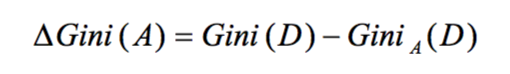 ΔGini(A) = Gini(D) − Gini_A(D)